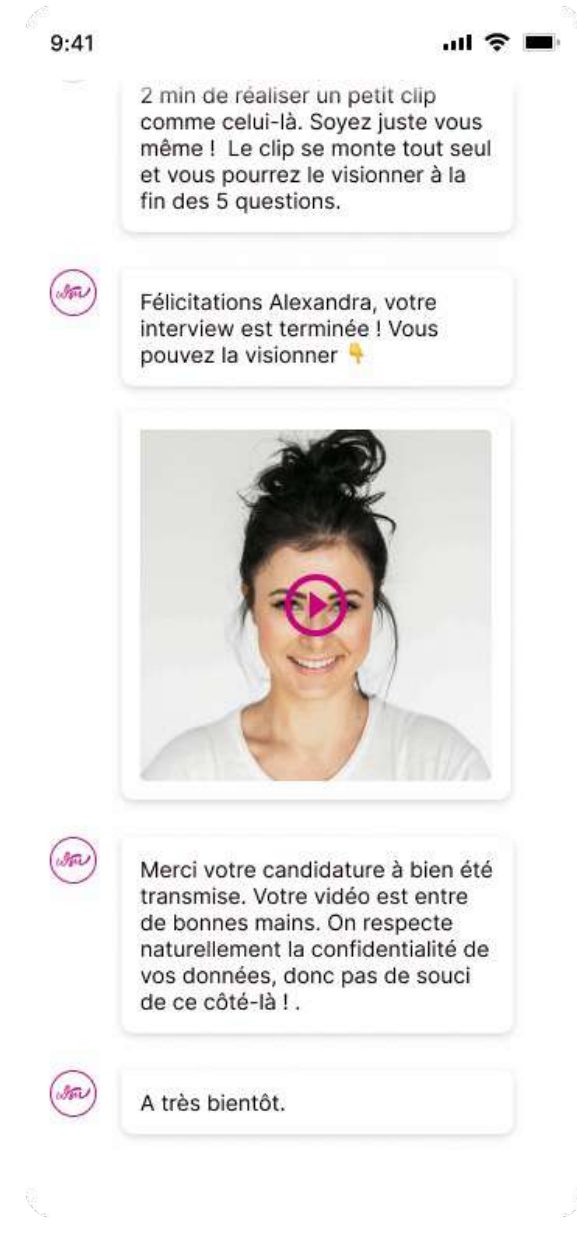 9:41
2 min de réaliser un petit clip
comme celui-là. Soyez juste vous
même !  Le clip se monte tout seul
et vous pourrez le visionner à la
fin des 5 questions.
Félicitations Alexandra, votre
interview est terminée ! Vous
pouvez la visionner 👇
Merci votre candidature à bien été
transmise. Votre vidéo est entre
de bonnes mains. On respecte
naturellement la confidentialité de
vos données, donc pas de souci
de ce côté-là ! .
A très bientôt.